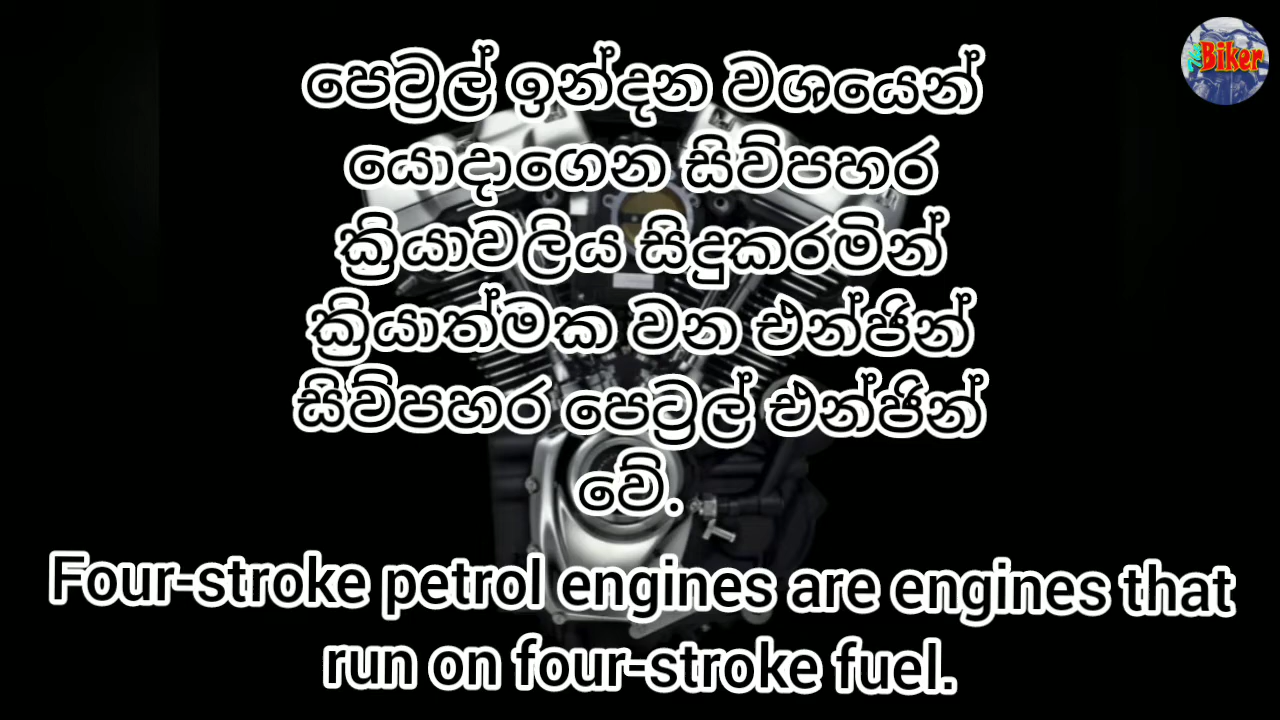 Biker
පෙට්‍රල් ඉන්දන වශයෙන්
යොදාගෙන සිව්පහර
ක්‍රියාවලිය සිදුකරමින්
ක්‍රියාත්මක වන එන්ජින්
සිව්පහර පෙට්‍රල් එන්ජින්
වේ.
Four-stroke petrol engines are engines that
run on four-stroke fuel.